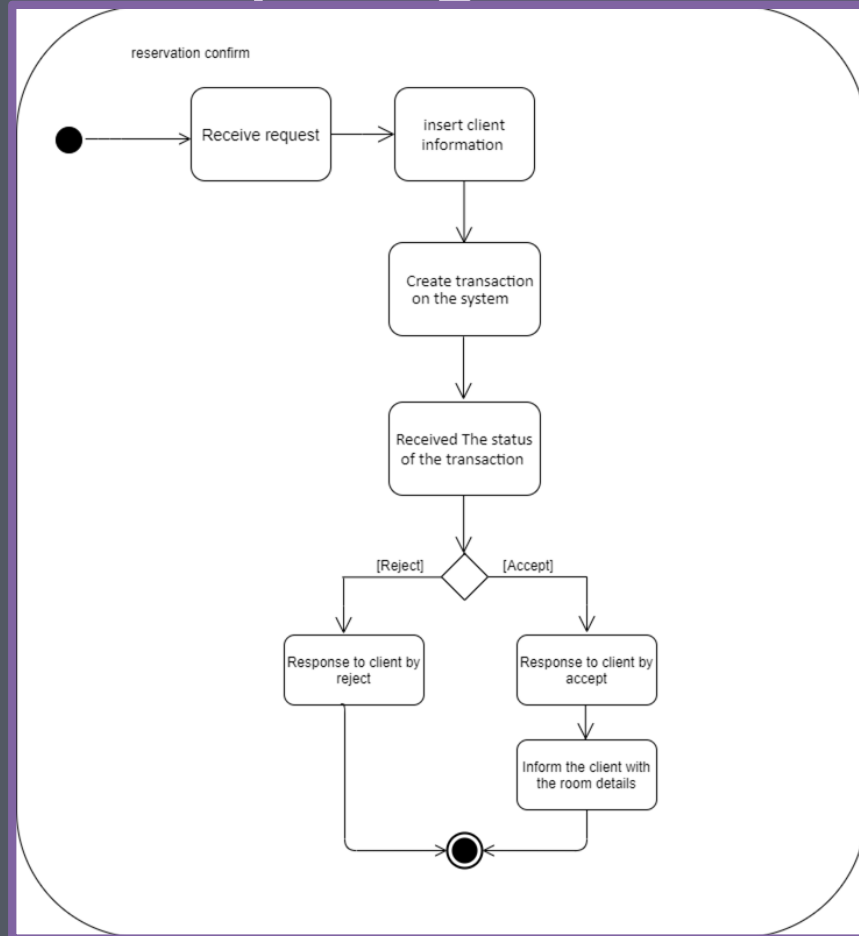 reservation confirm
Receive request
insert client
information
Create transaction
on the system
Received The status
of the transaction
[Reject]
[Accept]
Response to client by
reject
Response to client by
accept
Inform the client with
the room details